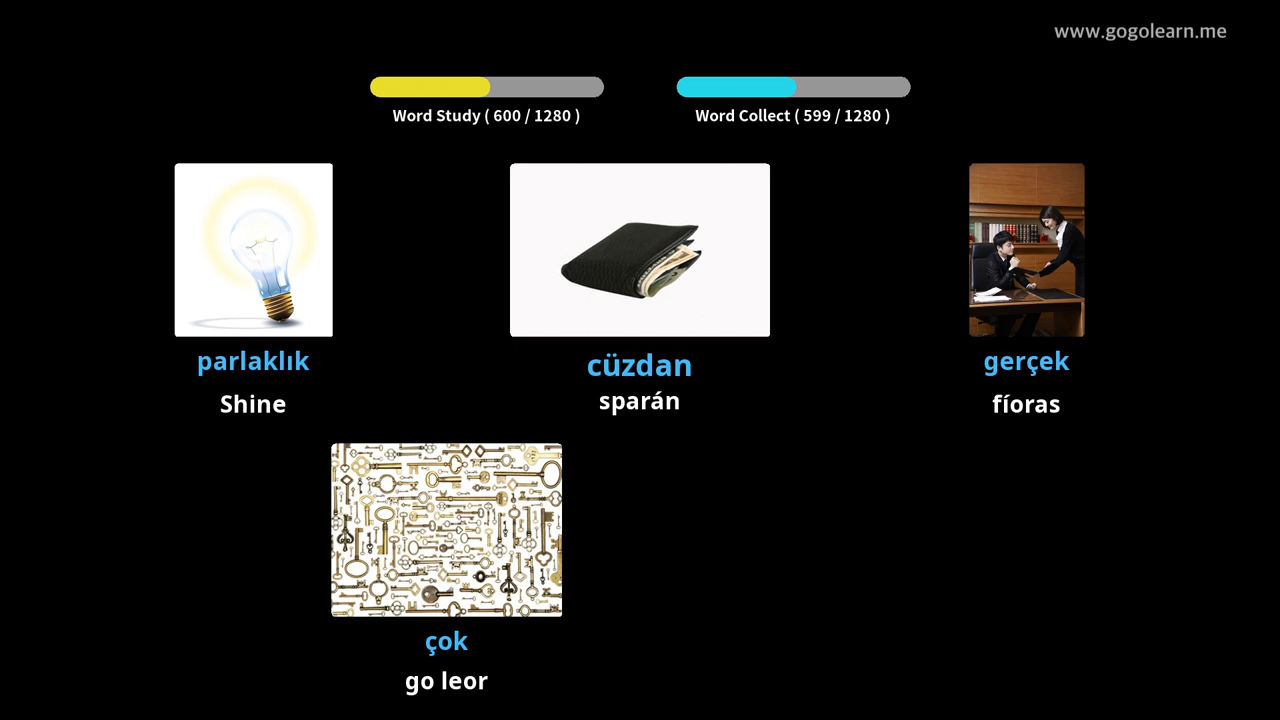 www.gogolearn.me
Word Study ( 600 / 1280 )
Word Collect ( 599 / 1280 )
parlaklık
Shine
cüzdan
sparán
gerçek
fíoras
çok
go leor